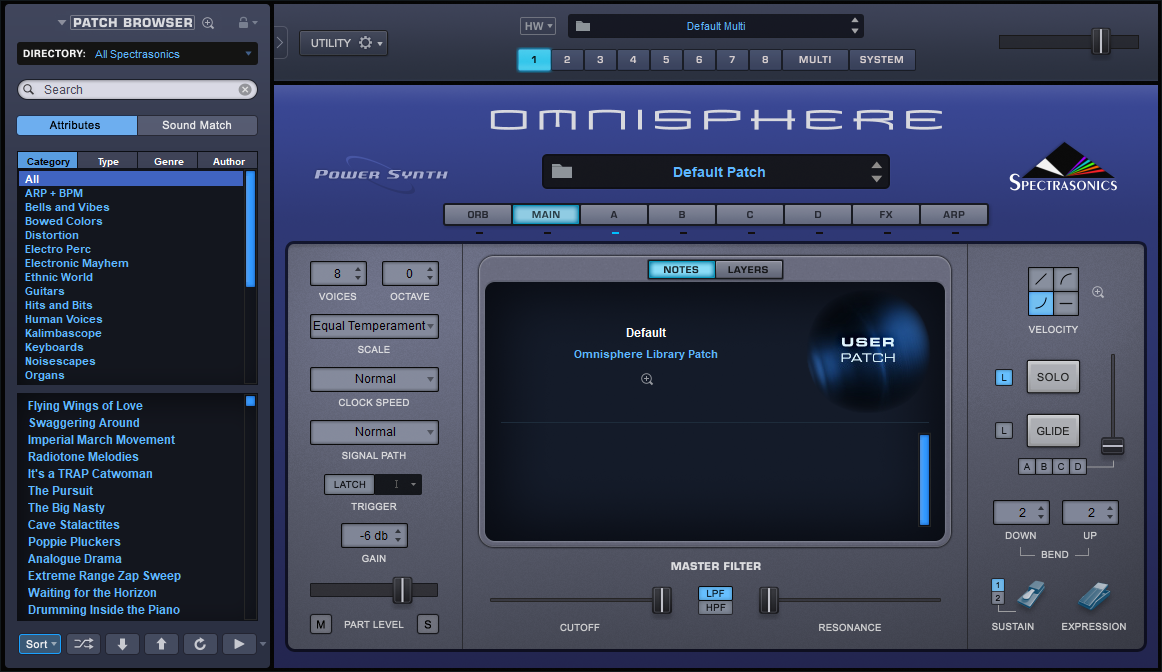 PATCH BROWSER
DIRECTORY: All Spectrasonics
Search
Attributes Sound Match
Category Type Genre Author
All
ARP + BPM
Bells and Vibes
Bowed Colors
Distortion
Electro Perc
Electronic Mayhem
Ethnic World
Guitars
Hits and Bits
Human Voices
Kalimbascope
Keyboards
Noisescapes
Organs
Flying Wings of Love
Swaggering Around
Imperial March Movement
Radiotone Melodies
It's a TRAP Catwoman
The Pursuit
The Big Nasty
Cave Stalactites
Poppie Pluckers
Analogue Drama
Extreme Range Zap Sweep
Waiting for the Horizon
Drumming Inside the Piano
Sort
UTILITY
HW
Default Multi
1 2 3 4 5 6 7 8 MULTI SYSTEM
OMNISPHERE
POWER SYNTH
Default Patch
SPECTRASONICS
ORB MAIN A B C D FX ARP
8 0
VOICES OCTAVE
Equal Temperament
SCALE
Normal
CLOCK SPEED
Normal
SIGNAL PATH
LATCH
TRIGGER
-6 db
GAIN
M PART LEVEL S
NOTES LAYERS
Default
Omnisphere Library Patch
USER
PATCH
MASTER FILTER
LPF
HPF
CUTOFF RESONANCE
VELOCITY
L SOLO
L GLIDE
A B C D
2 2
DOWN UP
BEND
1
2
SUSTAIN EXPRESSION